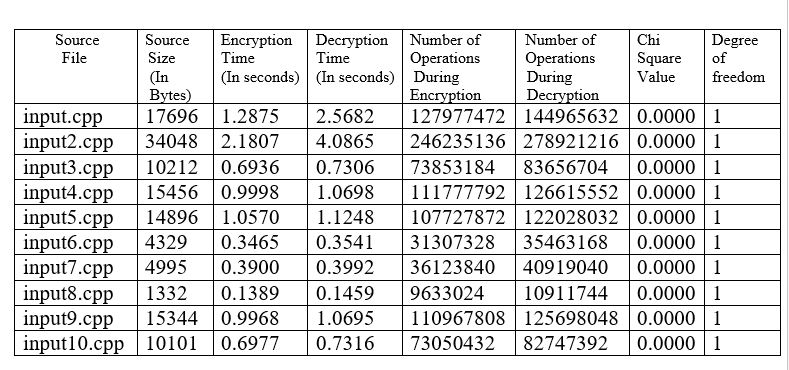 Source File Source Size (In Bytes) Encryption Time (In seconds) Decryption Time (In seconds) Number of Operations During Encryption Number of Operations During Decryption Chi Square Value Degree of freedom
input.cpp 17696 1.2875 2.5682 127977472 144965632 0.0000 1
input2.cpp 34048 2.1807 4.0865 246235136 278921216 0.0000 1
input3.cpp 10212 0.6936 0.7306 73853184 83656704 0.0000 1
input4.cpp 15456 0.9998 1.0698 111777792 126615552 0.0000 1
input5.cpp 14896 1.0570 1.1248 107727872 122028032 0.0000 1
input6.cpp 4329 0.3465 0.3541 31307328 35463168 0.0000 1
input7.cpp 4995 0.3900 0.3992 36123840 40919040 0.0000 1
input8.cpp 1332 0.1389 0.1459 9633024 10911744 0.0000 1
input9.cpp 15344 0.9968 1.0695 110967808 125698048 0.0000 1
input10.cpp 10101 0.6977 0.7316 73050432 82747392 0.0000 1